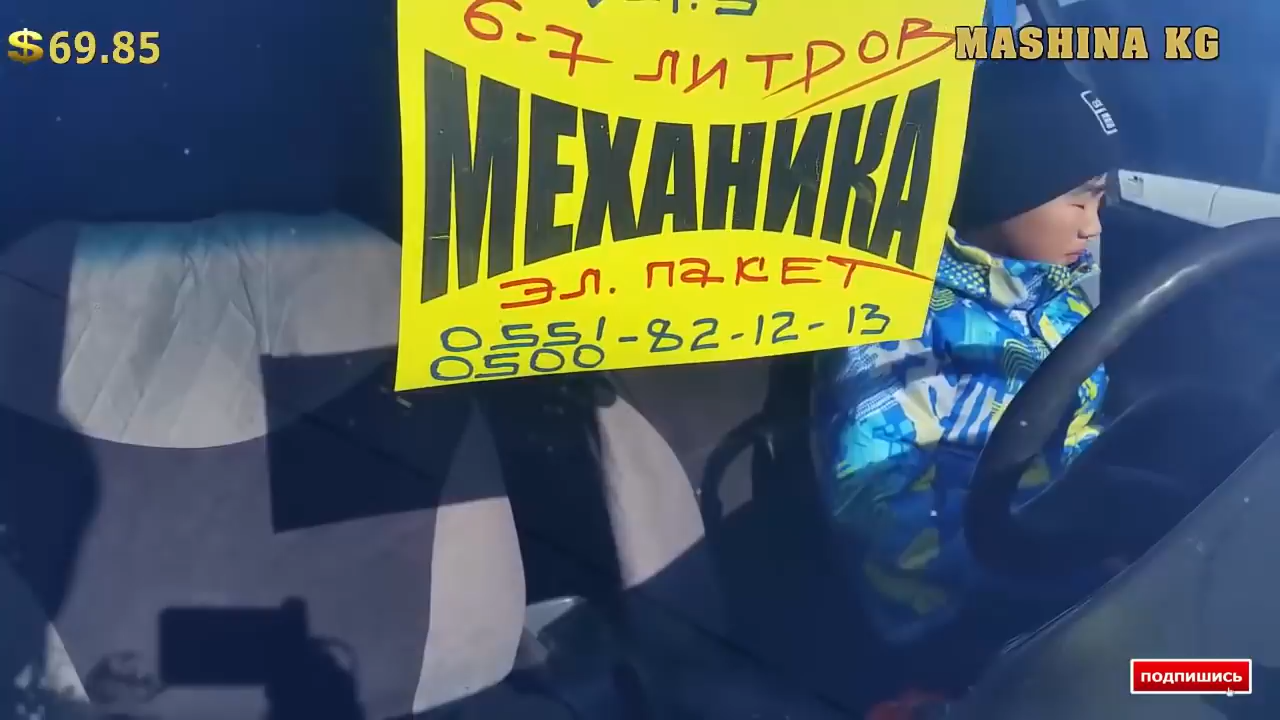 $69.85
MASHINA KG
6-7 ЛИТРОВ
МЕХАНИКА
ЭЛ. ПАКЕТ
0551-82-12-13
0500
ПОДПИШИСЬ